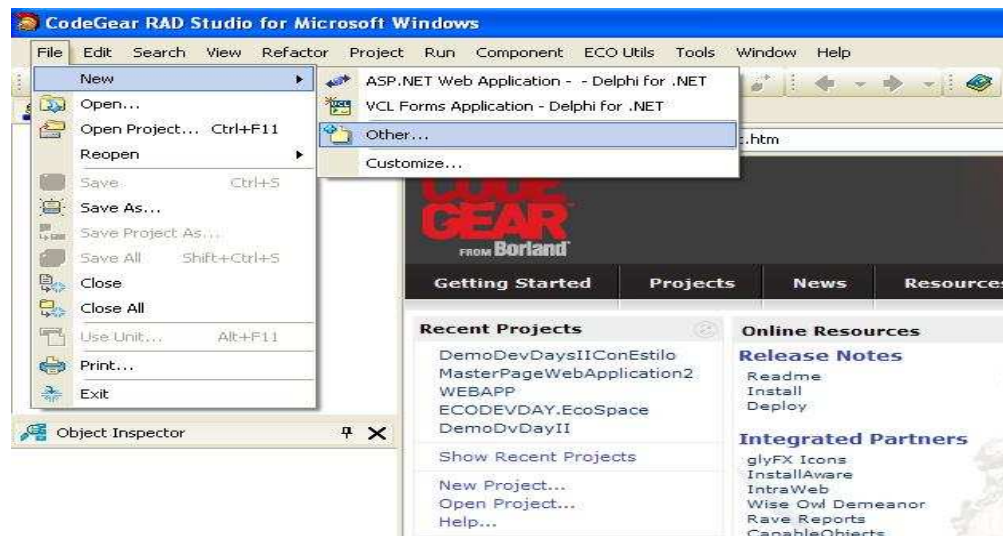 CodeGear RAD Studio for Microsoft Windows
File Edit Search View Refactor Project Run Component ECO Utils Tools Window Help
New
Open...
Open Project... Ctrl+F11
Reopen
Save Ctrl+S
Save As...
Save Project As...
Save All Shift+Ctrl+S
Close
Close All
Use Unit... Alt+F11
Print...
Exit
ASP.NET Web Application - - Delphi for .NET
VCL Forms Application - Delphi for .NET
Other...
Customize...
.htm
CODE
GEAR
FROM Borland
Getting Started Projects News Resources
Recent Projects
DemoDevDaysIIConEstilo
MasterPageWebApplication2
WEBAPP
ECODEVDAY.EcoSpace
DemoDvDayII
Show Recent Projects
New Project...
Open Project...
Help...
Online Resources
Release Notes
Readme
Install
Deploy
Integrated Partners
glyFX Icons
InstallAware
IntraWeb
Wise Owl Demeanor
Rave Reports
CapableObjects
Object Inspector